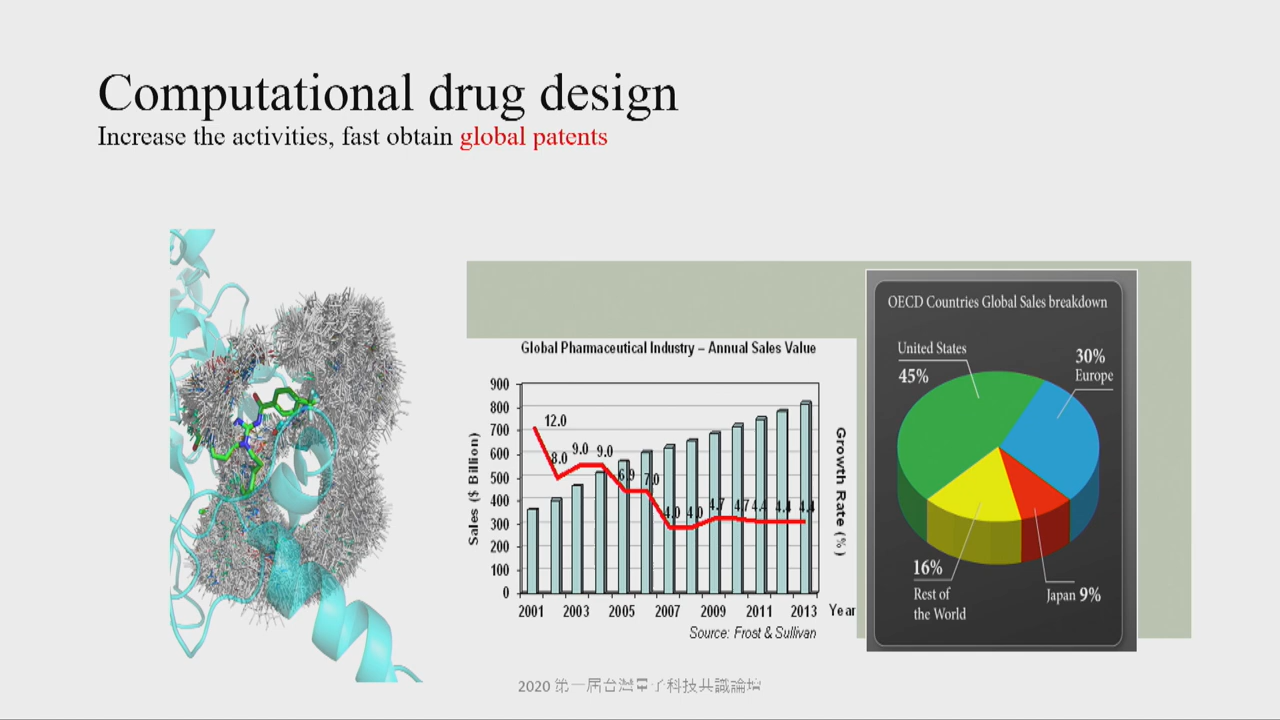 Computational drug design
Increase the activities, fast obtain global patents
Global Pharmaceutical Industry – Annual Sales Value
900
800
700
600
500
400
300
200
100
0
Sales ($ Billion)
12.0
8.0
9.0
9.0
6.9
7.0
4.0
4.0
4.7
4.7
4.4
4.4
4.4
Growth Rate (%)
2001
2003
2005
2007
2009
2011
2013
Year
Source: Frost & Sullivan
OECD Countries Global Sales breakdown
United States
45%
30%
Europe
16%
Rest of
the World
Japan 9%
2020 第一屆台灣量子科技共識論壇